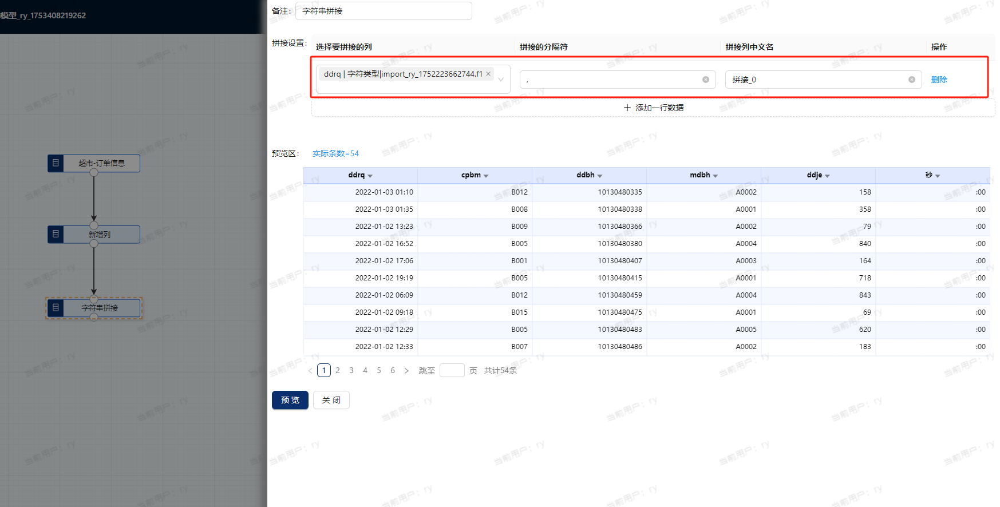 模型_ry_1753408219262
备注：
字符串拼接
拼接设置：
选择要拼接的列
拼接的分隔符
拼接列中文名
操作
ddrq | 字符类型|import_ry_1752223662744.f1
,
拼接_0
删除
添加一行数据
超市-订单信息
新增列
字符串拼接
预览区：
实际条数=54
ddrq cpbm ddbh mdbh ddje 秒
2022-01-03 01:10 B012 10130480335 A0002 158 :00
2022-01-03 01:35 B008 10130480338 A0001 358 :00
2022-01-02 13:23 B009 10130480366 A0002 79 :00
2022-01-02 16:52 B005 10130480380 A0004 840 :00
2022-01-02 17:06 B001 10130480407 A0003 164 :00
2022-01-02 19:19 B005 10130480415 A0001 718 :00
2022-01-02 06:09 B012 10130480459 A0004 843 :00
2022-01-02 09:18 B015 10130480475 A0001 69 :00
2022-01-02 12:29 B005 10130480483 A0005 620 :00
2022-01-02 12:33 B007 10130480486 A0002 183 :00
1 2 3 4 5 6 跳至 页 共计54条
预 览
关 闭
当前用户：ry